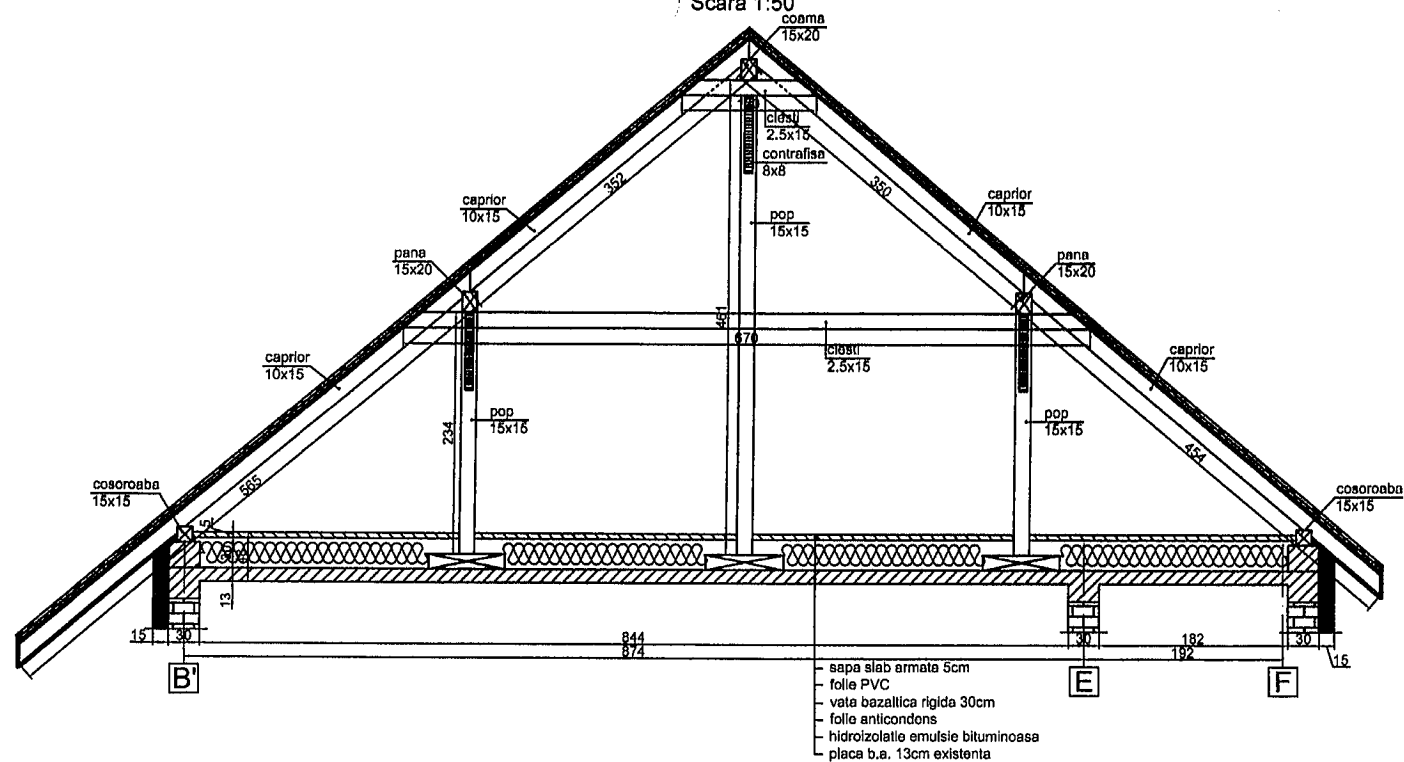 Scara 1:50
coama
15x20
clesti
2.5x15
contrafisa
8x8
352
350
caprior
10x15
caprior
10x15
pop
15x15
pana
15x20
pana
15x20
461
670
clesti
2.5x15
caprior
10x15
caprior
10x15
234
pop
15x15
pop
15x15
565
454
cosoroaba
15x15
cosoroaba
15x15
5
30
13
15
30
844
30
182
30
874
192
15
B'
E
F
sapa slab armata 5cm
folie PVC
vata bazaltica rigida 30cm
folie anticondens
hidroizolatie emulsie bituminoasa
placa b.a. 13cm existenta